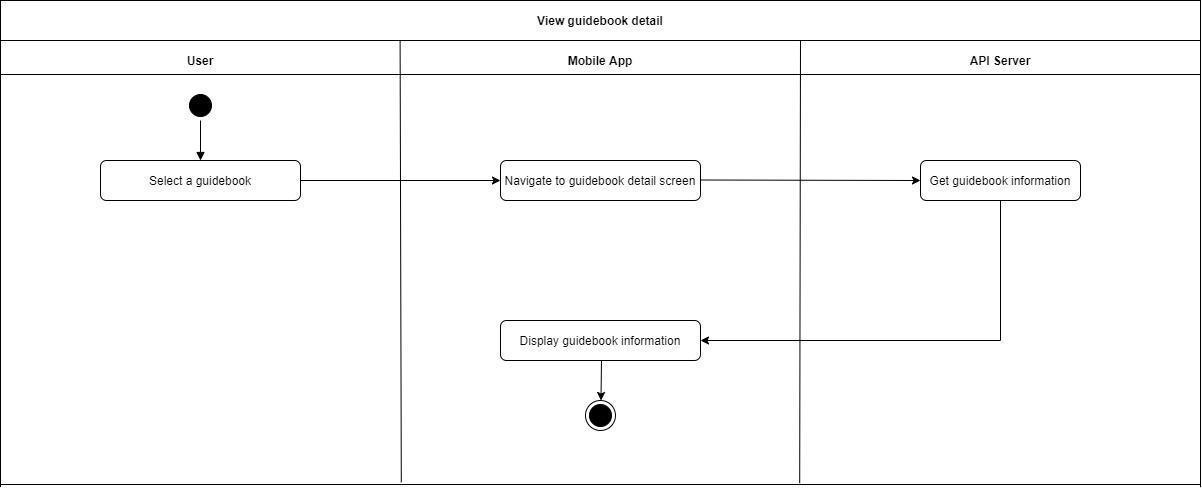 View guidebook detail
User
Mobile App
API Server
Select a guidebook
Navigate to guidebook detail screen
Get guidebook information
Display guidebook information